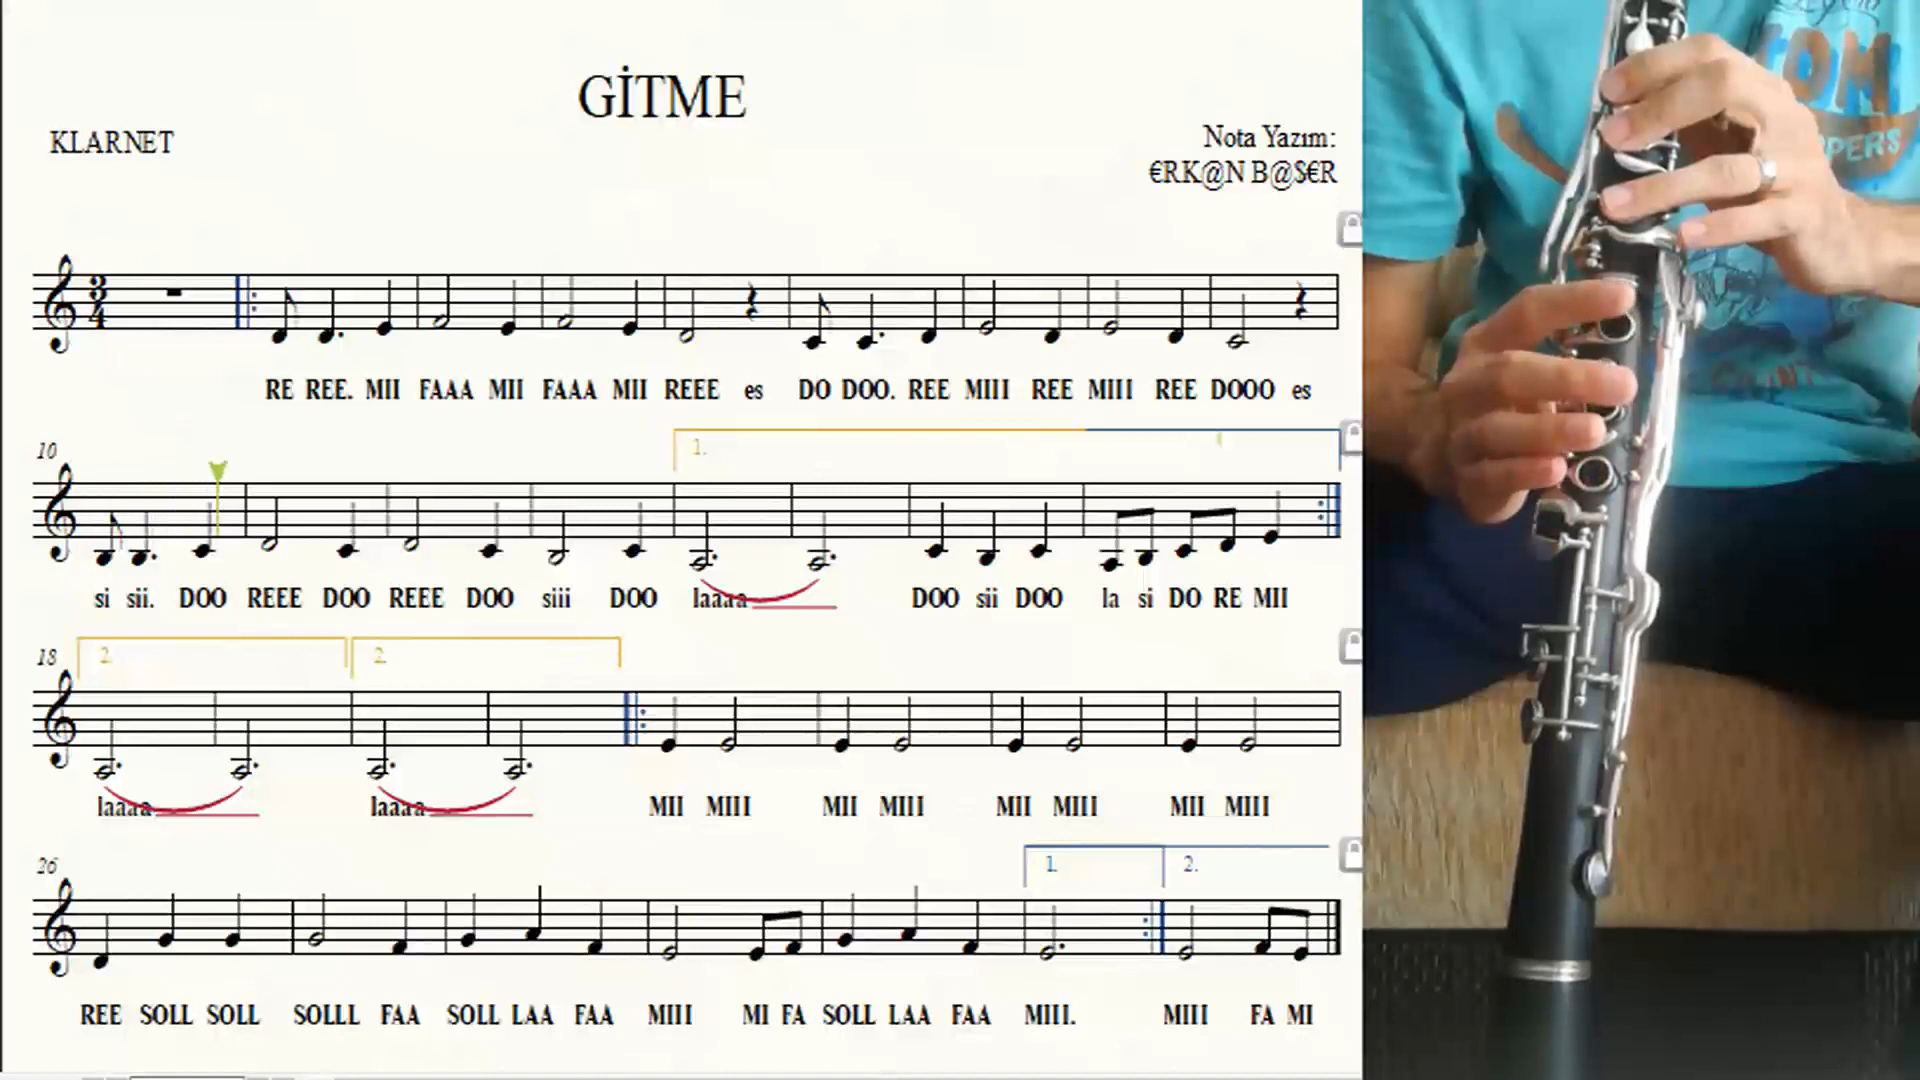 GİTME
KLARNET
Nota Yazım:
€RK@N B@$€R
3
4
RE REE. MII FAAA MII FAAA MII REEE es DO DOO. REE MIII REE MIII REE DOOO es
10
1.
si sii. DOO REEE DOO REEE DOO siii DOO laaaa DOO sii DOO la si DO RE MII
18
2. 2.
laaaa laaaa MII MIII MII MIII MII MIII MII MIII
26
1. 2.
REE SOLL SOLL SOLLL FAA SOLL LAA FAA MIII MI FA SOLL LAA FAA MIII. MIII FA MI
OM
PPERS